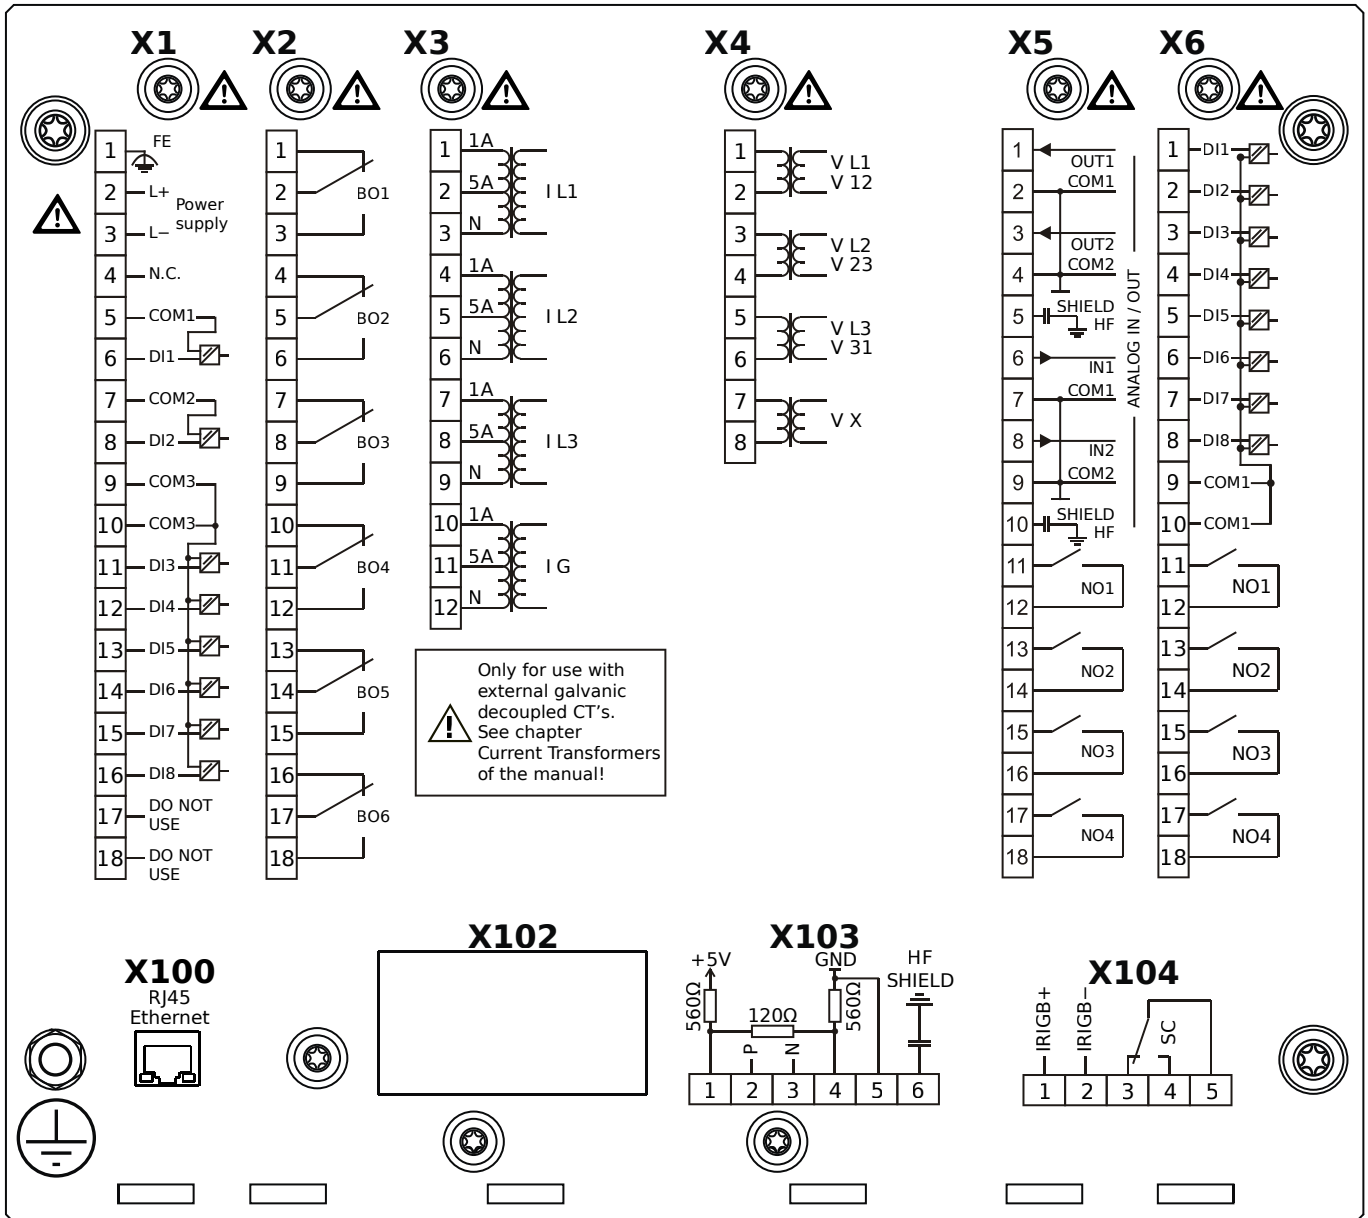 X1 X2 X3 X4 X5 X6
1 FE
2 L+
Power
supply
3 L−
4 N.C.
5 COM1
6 DI1
7 COM2
8 DI2
9 COM3
10 COM3
11 DI3
12 DI4
13 DI5
14 DI6
15 DI7
16 DI8
17 DO NOT
USE
18 DO NOT
USE
1
2 BO1
3
4
5 BO2
6
7
8 BO3
9
10
11 BO4
12
13
14 BO5
15
16
17 BO6
18
1 1A
2 5A I L1
3 N
4 1A
5 5A I L2
6 N
7 1A
8 5A I L3
9 N
10 1A
11 5A I G
12 N
Only for use with
external galvanic
decoupled CT's.
See chapter
Current Transformers
of the manual!
1 V L1
2 V 12
3 V L2
4 V 23
5 V L3
6 V 31
7 V X
8
1 OUT1
2 COM1
3 OUT2
4 COM2
5 SHIELD
HF
6 IN1
7 COM1
8 IN2
9 COM2
10 SHIELD
HF
ANALOG IN / OUT
11 NO1
12
13 NO2
14
15 NO3
16
17 NO4
18
1 DI1
2 DI2
3 DI3
4 DI4
5 DI5
6 DI6
7 DI7
8 DI8
9 COM1
10 COM1
11 NO1
12
13 NO2
14
15 NO3
16
17 NO4
18
X100
RJ45
Ethernet
X102
X103
+5V GND HF
SHIELD
560Ω 120Ω 560Ω
P N
1 2 3 4 5 6
X104
IRIGB+ IRIGB− SC
1 2 3 4 5